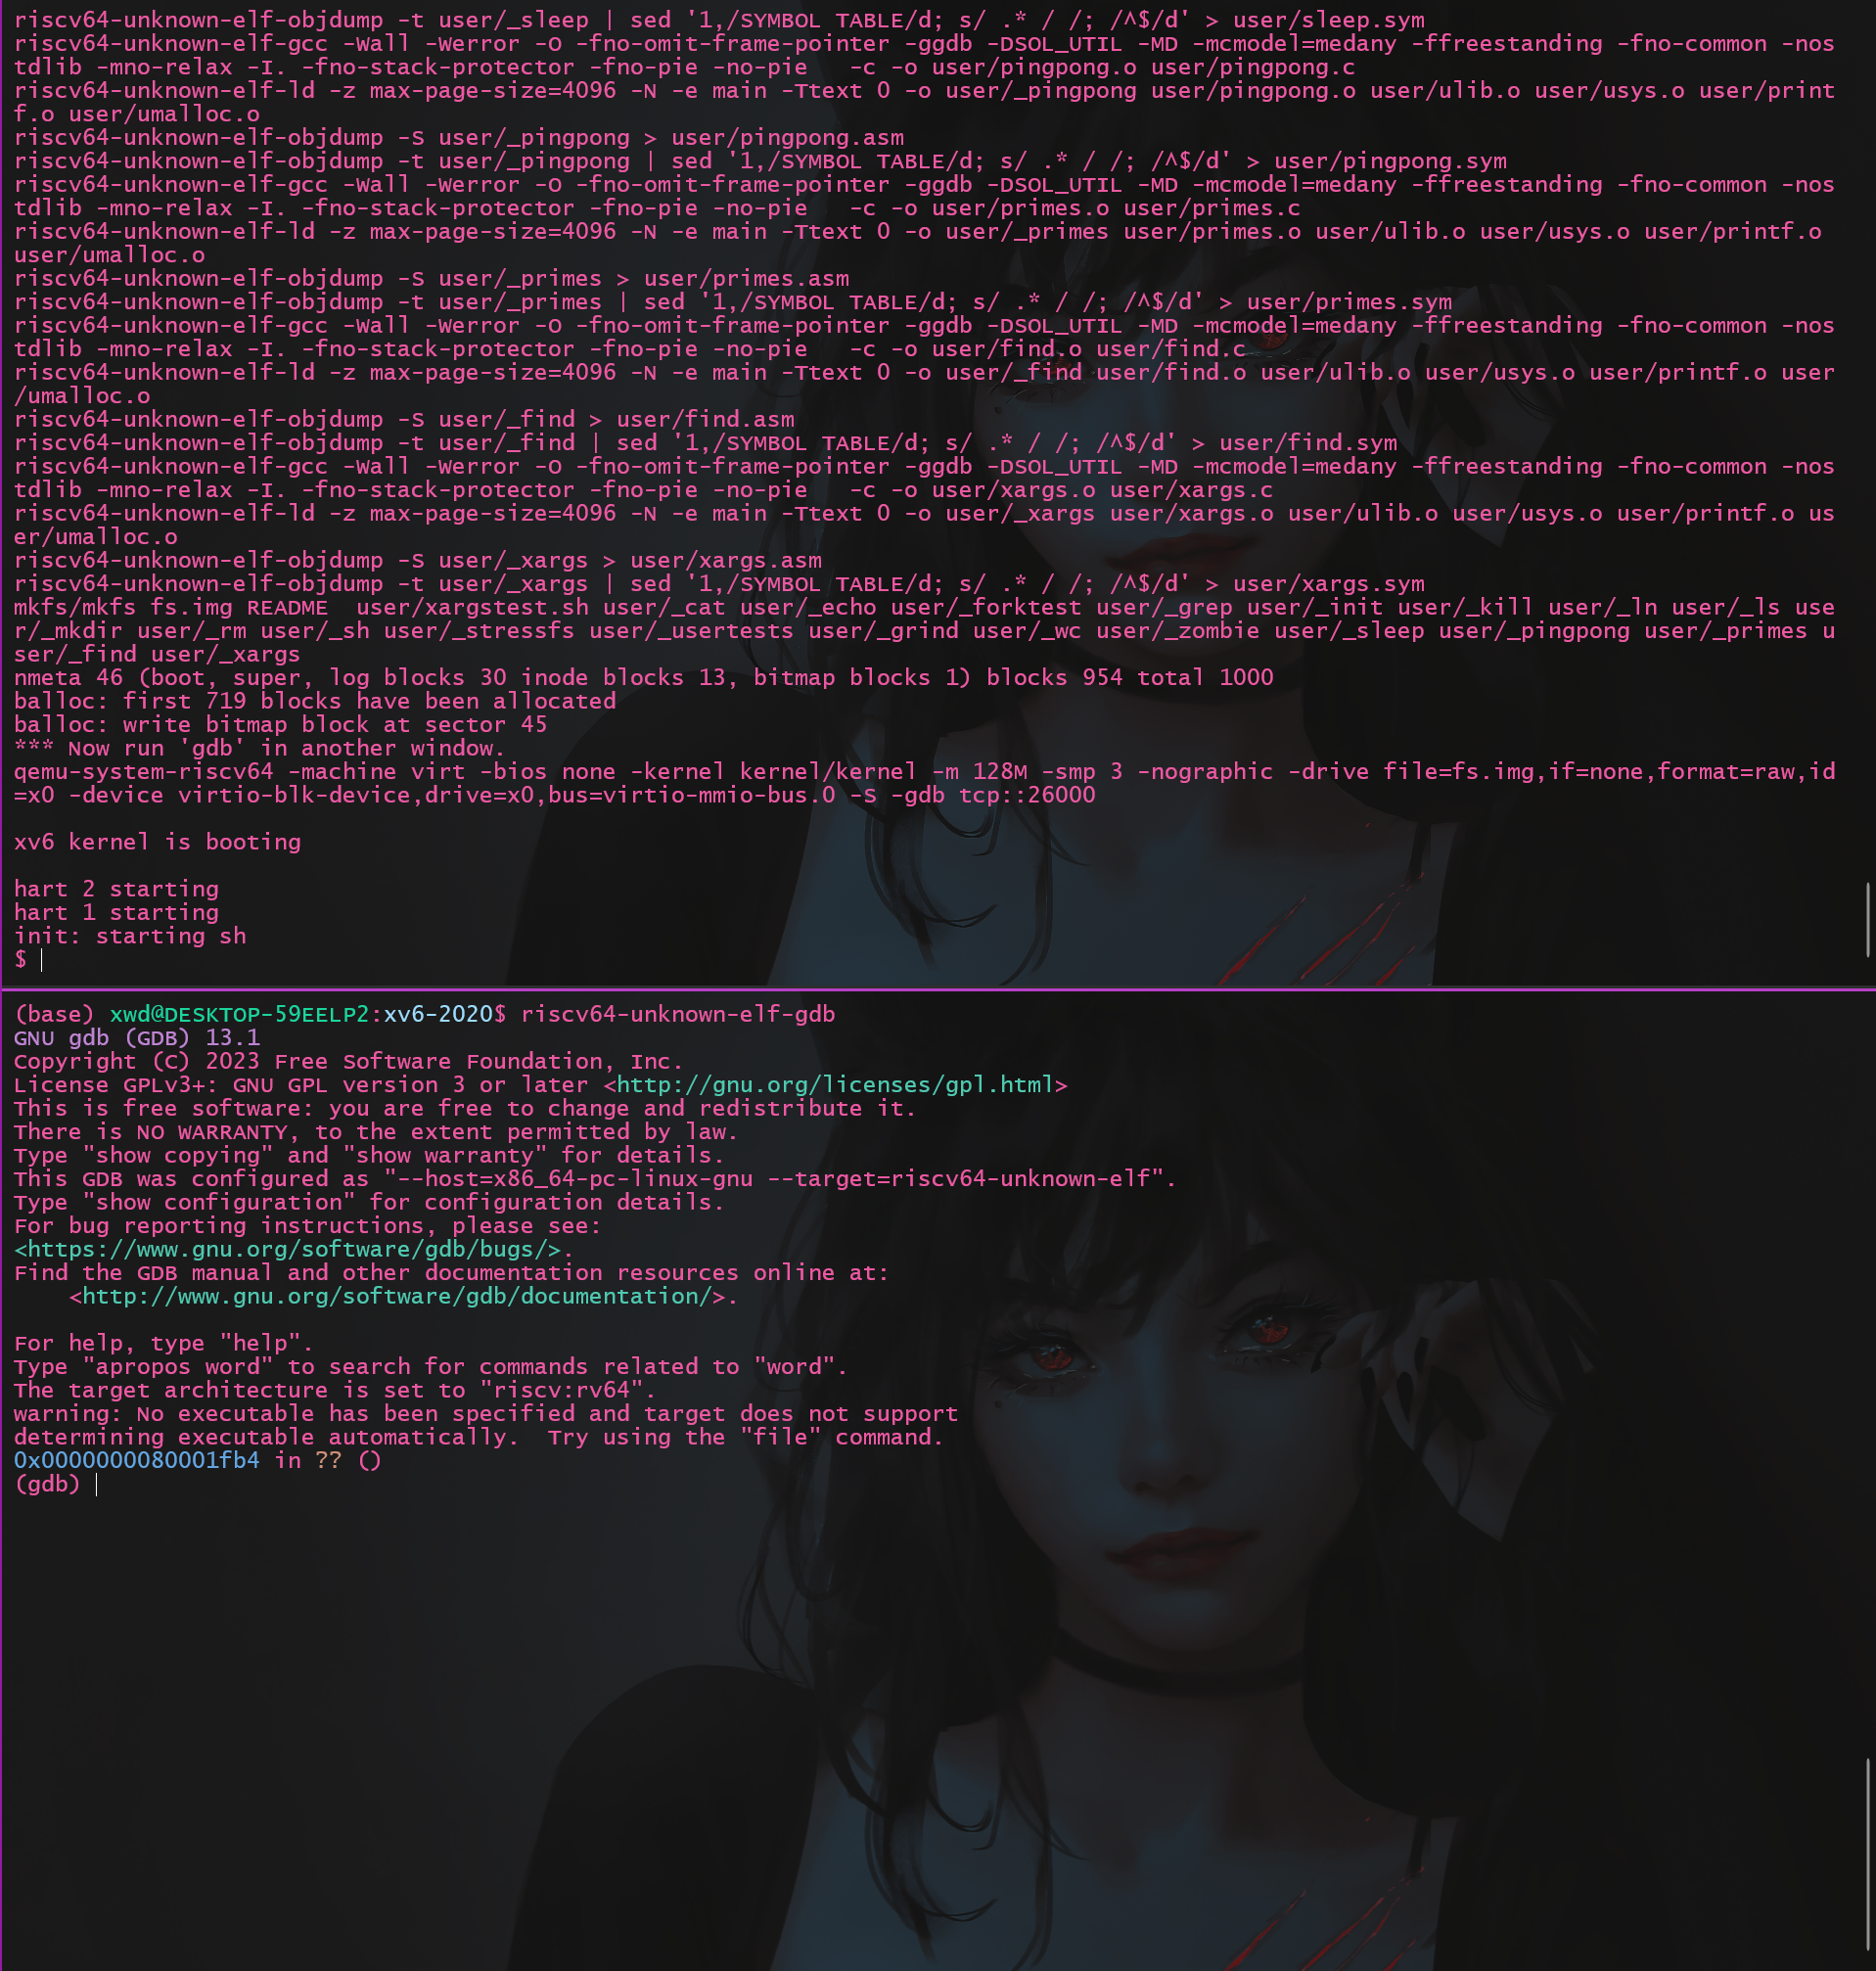 riscv64-unknown-elf-objdump -t user/_sleep | sed '1,/SYMBOL TABLE/d; s/ .* / /; /^$/d' > user/sleep.sym
riscv64-unknown-elf-gcc -Wall -Werror -O -fno-omit-frame-pointer -ggdb -DSOL_UTIL -MD -mcmodel=medany -ffreestanding -fno-common -nos
tdlib -mno-relax -I. -fno-stack-protector -fno-pie -no-pie   -c -o user/pingpong.o user/pingpong.c
riscv64-unknown-elf-ld -z max-page-size=4096 -N -e main -Ttext 0 -o user/_pingpong user/pingpong.o user/ulib.o user/usys.o user/print
f.o user/umalloc.o
riscv64-unknown-elf-objdump -S user/_pingpong > user/pingpong.asm
riscv64-unknown-elf-objdump -t user/_pingpong | sed '1,/SYMBOL TABLE/d; s/ .* / /; /^$/d' > user/pingpong.sym
riscv64-unknown-elf-gcc -Wall -Werror -O -fno-omit-frame-pointer -ggdb -DSOL_UTIL -MD -mcmodel=medany -ffreestanding -fno-common -nos
tdlib -mno-relax -I. -fno-stack-protector -fno-pie -no-pie   -c -o user/primes.o user/primes.c
riscv64-unknown-elf-ld -z max-page-size=4096 -N -e main -Ttext 0 -o user/_primes user/primes.o user/ulib.o user/usys.o user/printf.o
user/umalloc.o
riscv64-unknown-elf-objdump -S user/_primes > user/primes.asm
riscv64-unknown-elf-objdump -t user/_primes | sed '1,/SYMBOL TABLE/d; s/ .* / /; /^$/d' > user/primes.sym
riscv64-unknown-elf-gcc -Wall -Werror -O -fno-omit-frame-pointer -ggdb -DSOL_UTIL -MD -mcmodel=medany -ffreestanding -fno-common -nos
tdlib -mno-relax -I. -fno-stack-protector -fno-pie -no-pie   -c -o user/find.o user/find.c
riscv64-unknown-elf-ld -z max-page-size=4096 -N -e main -Ttext 0 -o user/_find user/find.o user/ulib.o user/usys.o user/printf.o user
/umalloc.o
riscv64-unknown-elf-objdump -S user/_find > user/find.asm
riscv64-unknown-elf-objdump -t user/_find | sed '1,/SYMBOL TABLE/d; s/ .* / /; /^$/d' > user/find.sym
riscv64-unknown-elf-gcc -Wall -Werror -O -fno-omit-frame-pointer -ggdb -DSOL_UTIL -MD -mcmodel=medany -ffreestanding -fno-common -nos
tdlib -mno-relax -I. -fno-stack-protector -fno-pie -no-pie   -c -o user/xargs.o user/xargs.c
riscv64-unknown-elf-ld -z max-page-size=4096 -N -e main -Ttext 0 -o user/_xargs user/xargs.o user/ulib.o user/usys.o user/printf.o us
er/umalloc.o
riscv64-unknown-elf-objdump -S user/_xargs > user/xargs.asm
riscv64-unknown-elf-objdump -t user/_xargs | sed '1,/SYMBOL TABLE/d; s/ .* / /; /^$/d' > user/xargs.sym
mkfs/mkfs fs.img README  user/xargstest.sh user/_cat user/_echo user/_forktest user/_grep user/_init user/_kill user/_ln user/_ls use
r/_mkdir user/_rm user/_sh user/_stressfs user/_usertests user/_grind user/_wc user/_zombie user/_sleep user/_pingpong user/_primes u
ser/_find user/_xargs
nmeta 46 (boot, super, log blocks 30 inode blocks 13, bitmap blocks 1) blocks 954 total 1000
balloc: first 719 blocks have been allocated
balloc: write bitmap block at sector 45
*** Now run 'gdb' in another window.
qemu-system-riscv64 -machine virt -bios none -kernel kernel/kernel -m 128M -smp 3 -nographic -drive file=fs.img,if=none,format=raw,id
=x0 -device virtio-blk-device,drive=x0,bus=virtio-mmio-bus.0 -S -gdb tcp::26000
xv6 kernel is booting
hart 2 starting
hart 1 starting
init: starting sh
$
(base) xwd@DESKTOP-59EELP2:xv6-2020$ riscv64-unknown-elf-gdb
GNU gdb (GDB) 13.1
Copyright (C) 2023 Free Software Foundation, Inc.
License GPLv3+: GNU GPL version 3 or later <http://gnu.org/licenses/gpl.html>
This is free software: you are free to change and redistribute it.
There is NO WARRANTY, to the extent permitted by law.
Type "show copying" and "show warranty" for details.
This GDB was configured as "--host=x86_64-pc-linux-gnu --target=riscv64-unknown-elf".
Type "show configuration" for configuration details.
For bug reporting instructions, please see:
<https://www.gnu.org/software/gdb/bugs/>.
Find the GDB manual and other documentation resources online at:
    <http://www.gnu.org/software/gdb/documentation/>.
For help, type "help".
Type "apropos word" to search for commands related to "word".
The target architecture is set to "riscv:rv64".
warning: No executable has been specified and target does not support
determining executable automatically.  Try using the "file" command.
0x0000000080001fb4 in ?? ()
(gdb)